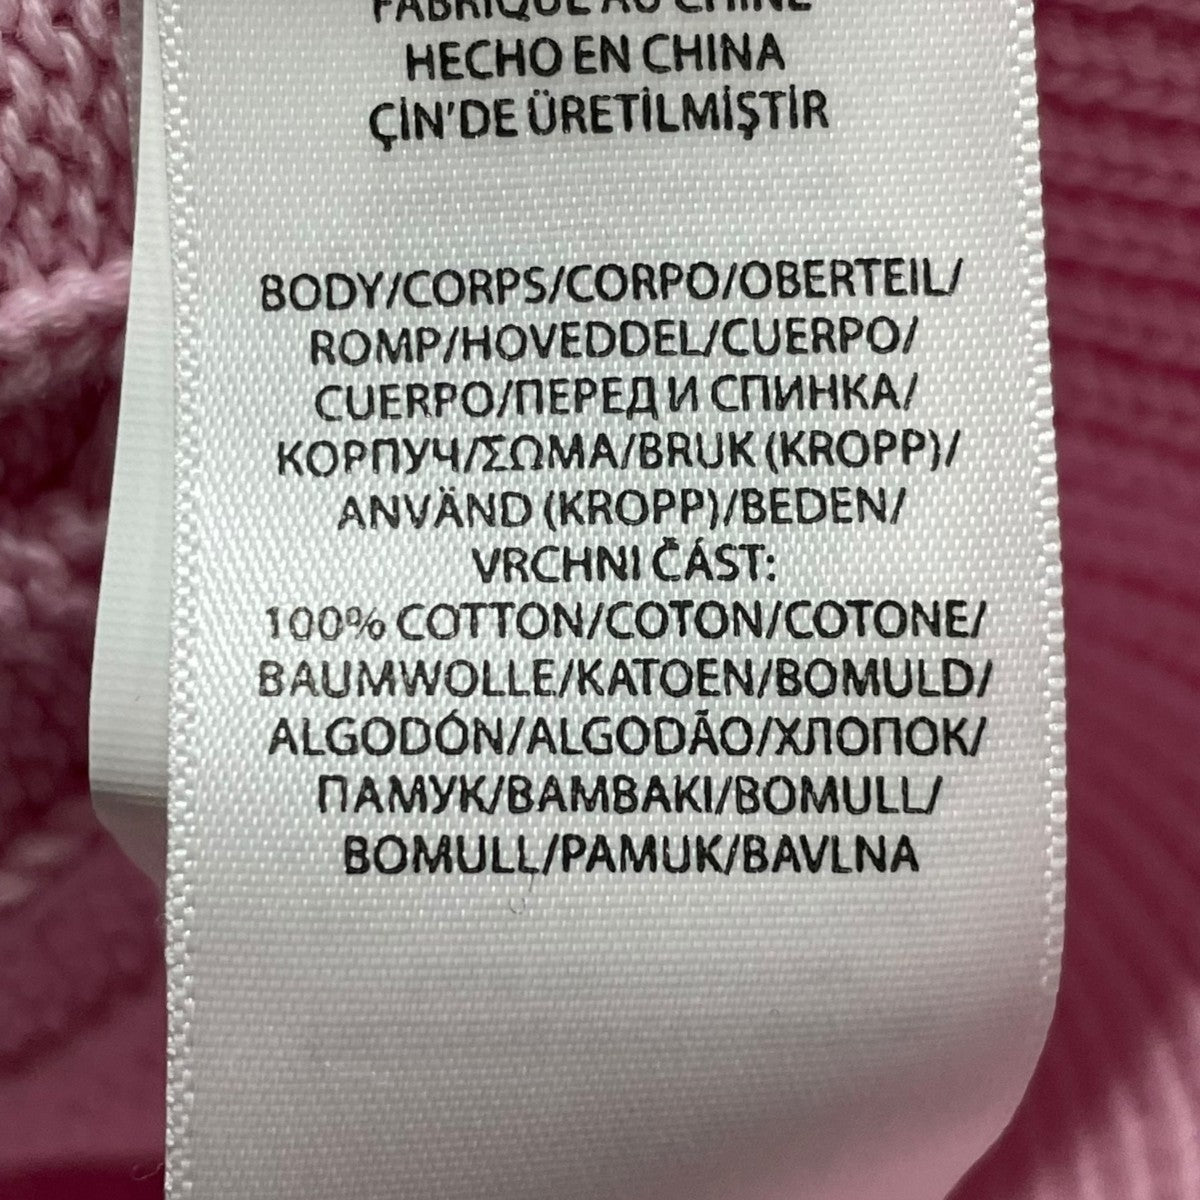 FABRIQUÉ AU CHINE
HECHO EN CHINA
ÇİN'DE ÜRETİLMİŞTİR
BODY/CORPS/CORPO/OBERTEIL/
ROMP/HOVEDDEL/CUERPO/
CUERPO/ПЕРЕД И СПИНКА/
КОРПУЧ/ΣΩΜΑ/BRUK (KROPP)/
ANVÄND (KROPP)/BEDEN/
VRCHNI ČÁST:
100% COTTON/COTON/COTONE/
BAUMWOLLE/KATOEN/BOMULD/
ALGODÓN/ALGODÃO/ХЛОПОК/
ПАМУК/ΒΑΜΒΑΚΙ/BOMULL/
BOMULL/PAMUK/BAVLNA